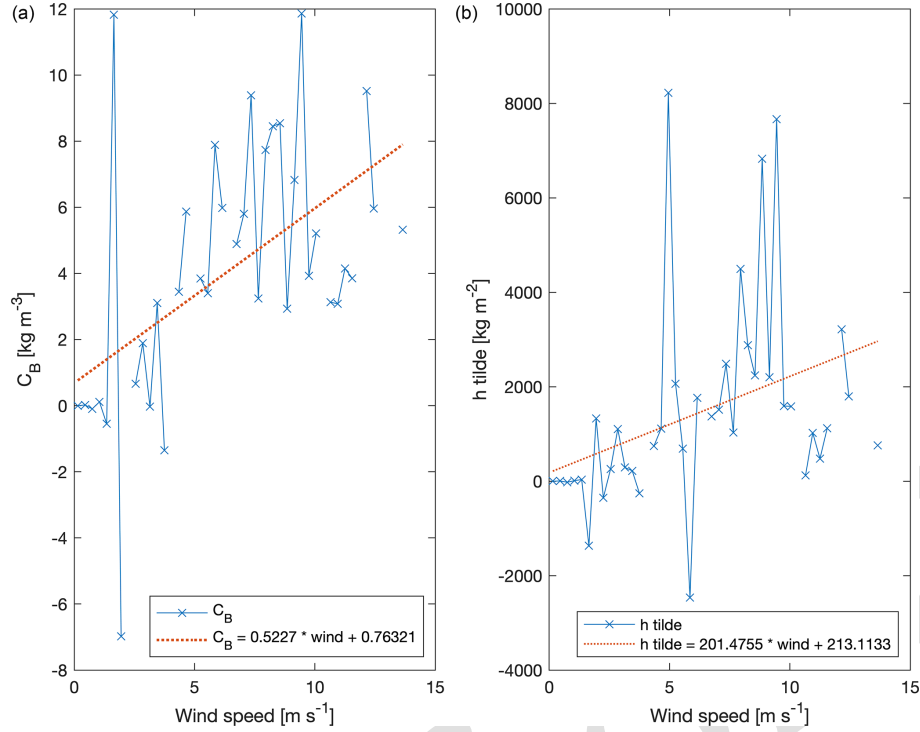 (a)
12
10
8
6
4
2
0
-2
-4
-6
-8
C_B [kg m⁻³]
0 5 10 15
Wind speed [m s⁻¹]
C_B
C_B = 0.5227 * wind + 0.76321
(b)
10000
8000
6000
4000
2000
0
-2000
-4000
h tilde [kg m⁻²]
0 5 10 15
Wind speed [m s⁻¹]
h tilde
h tilde = 201.4755 * wind + 213.1133